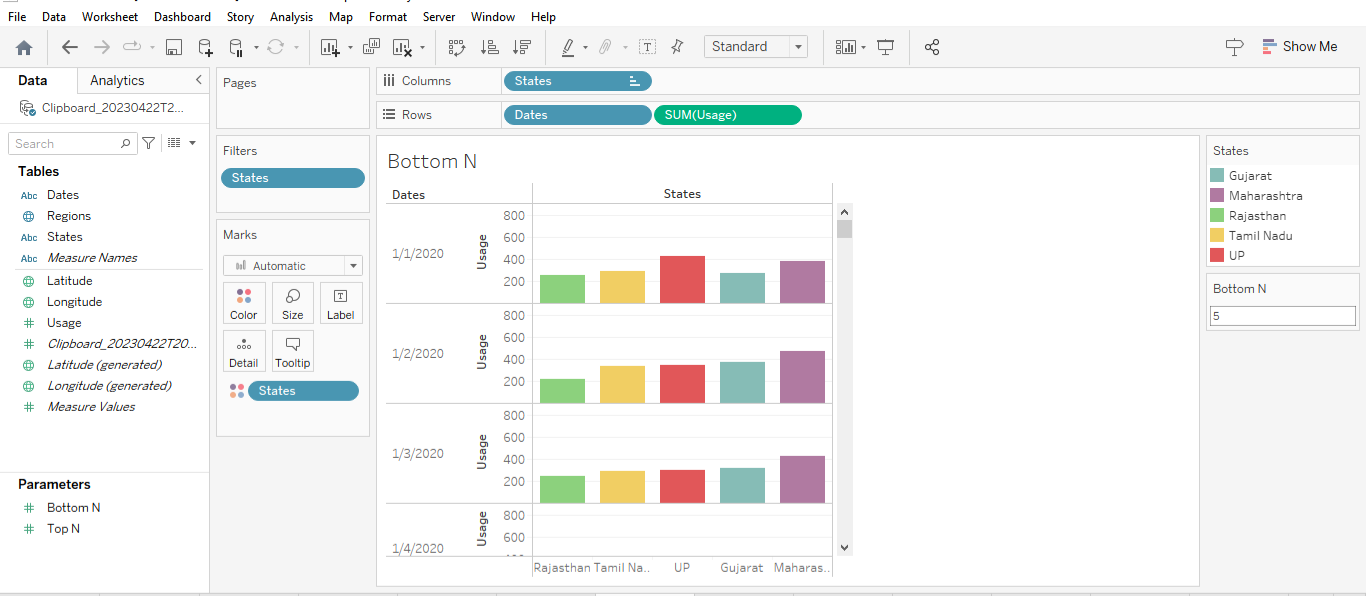 File Data Worksheet Dashboard Story Analysis Map Format Server Window Help
Standard
Show Me
Data Analytics
Clipboard_20230422T2...
Search
Tables
Abc Dates
Regions
Abc States
Abc Measure Names
Latitude
Longitude
# Usage
# Clipboard_20230422T20...
Latitude (generated)
Longitude (generated)
# Measure Values
Parameters
# Bottom N
# Top N
Pages
Filters
States
Marks
Automatic
Color Size Label
Detail Tooltip
States
Columns States
Rows Dates SUM(Usage)
Bottom N
Dates States
1/1/2020 Usage 800 600 400 200
1/2/2020 Usage 800 600 400 200
1/3/2020 Usage 800 600 400 200
1/4/2020 Usage 800 600
Rajasthan Tamil Na.. UP Gujarat Maharas..
States
Gujarat
Maharashtra
Rajasthan
Tamil Nadu
UP
Bottom N
5